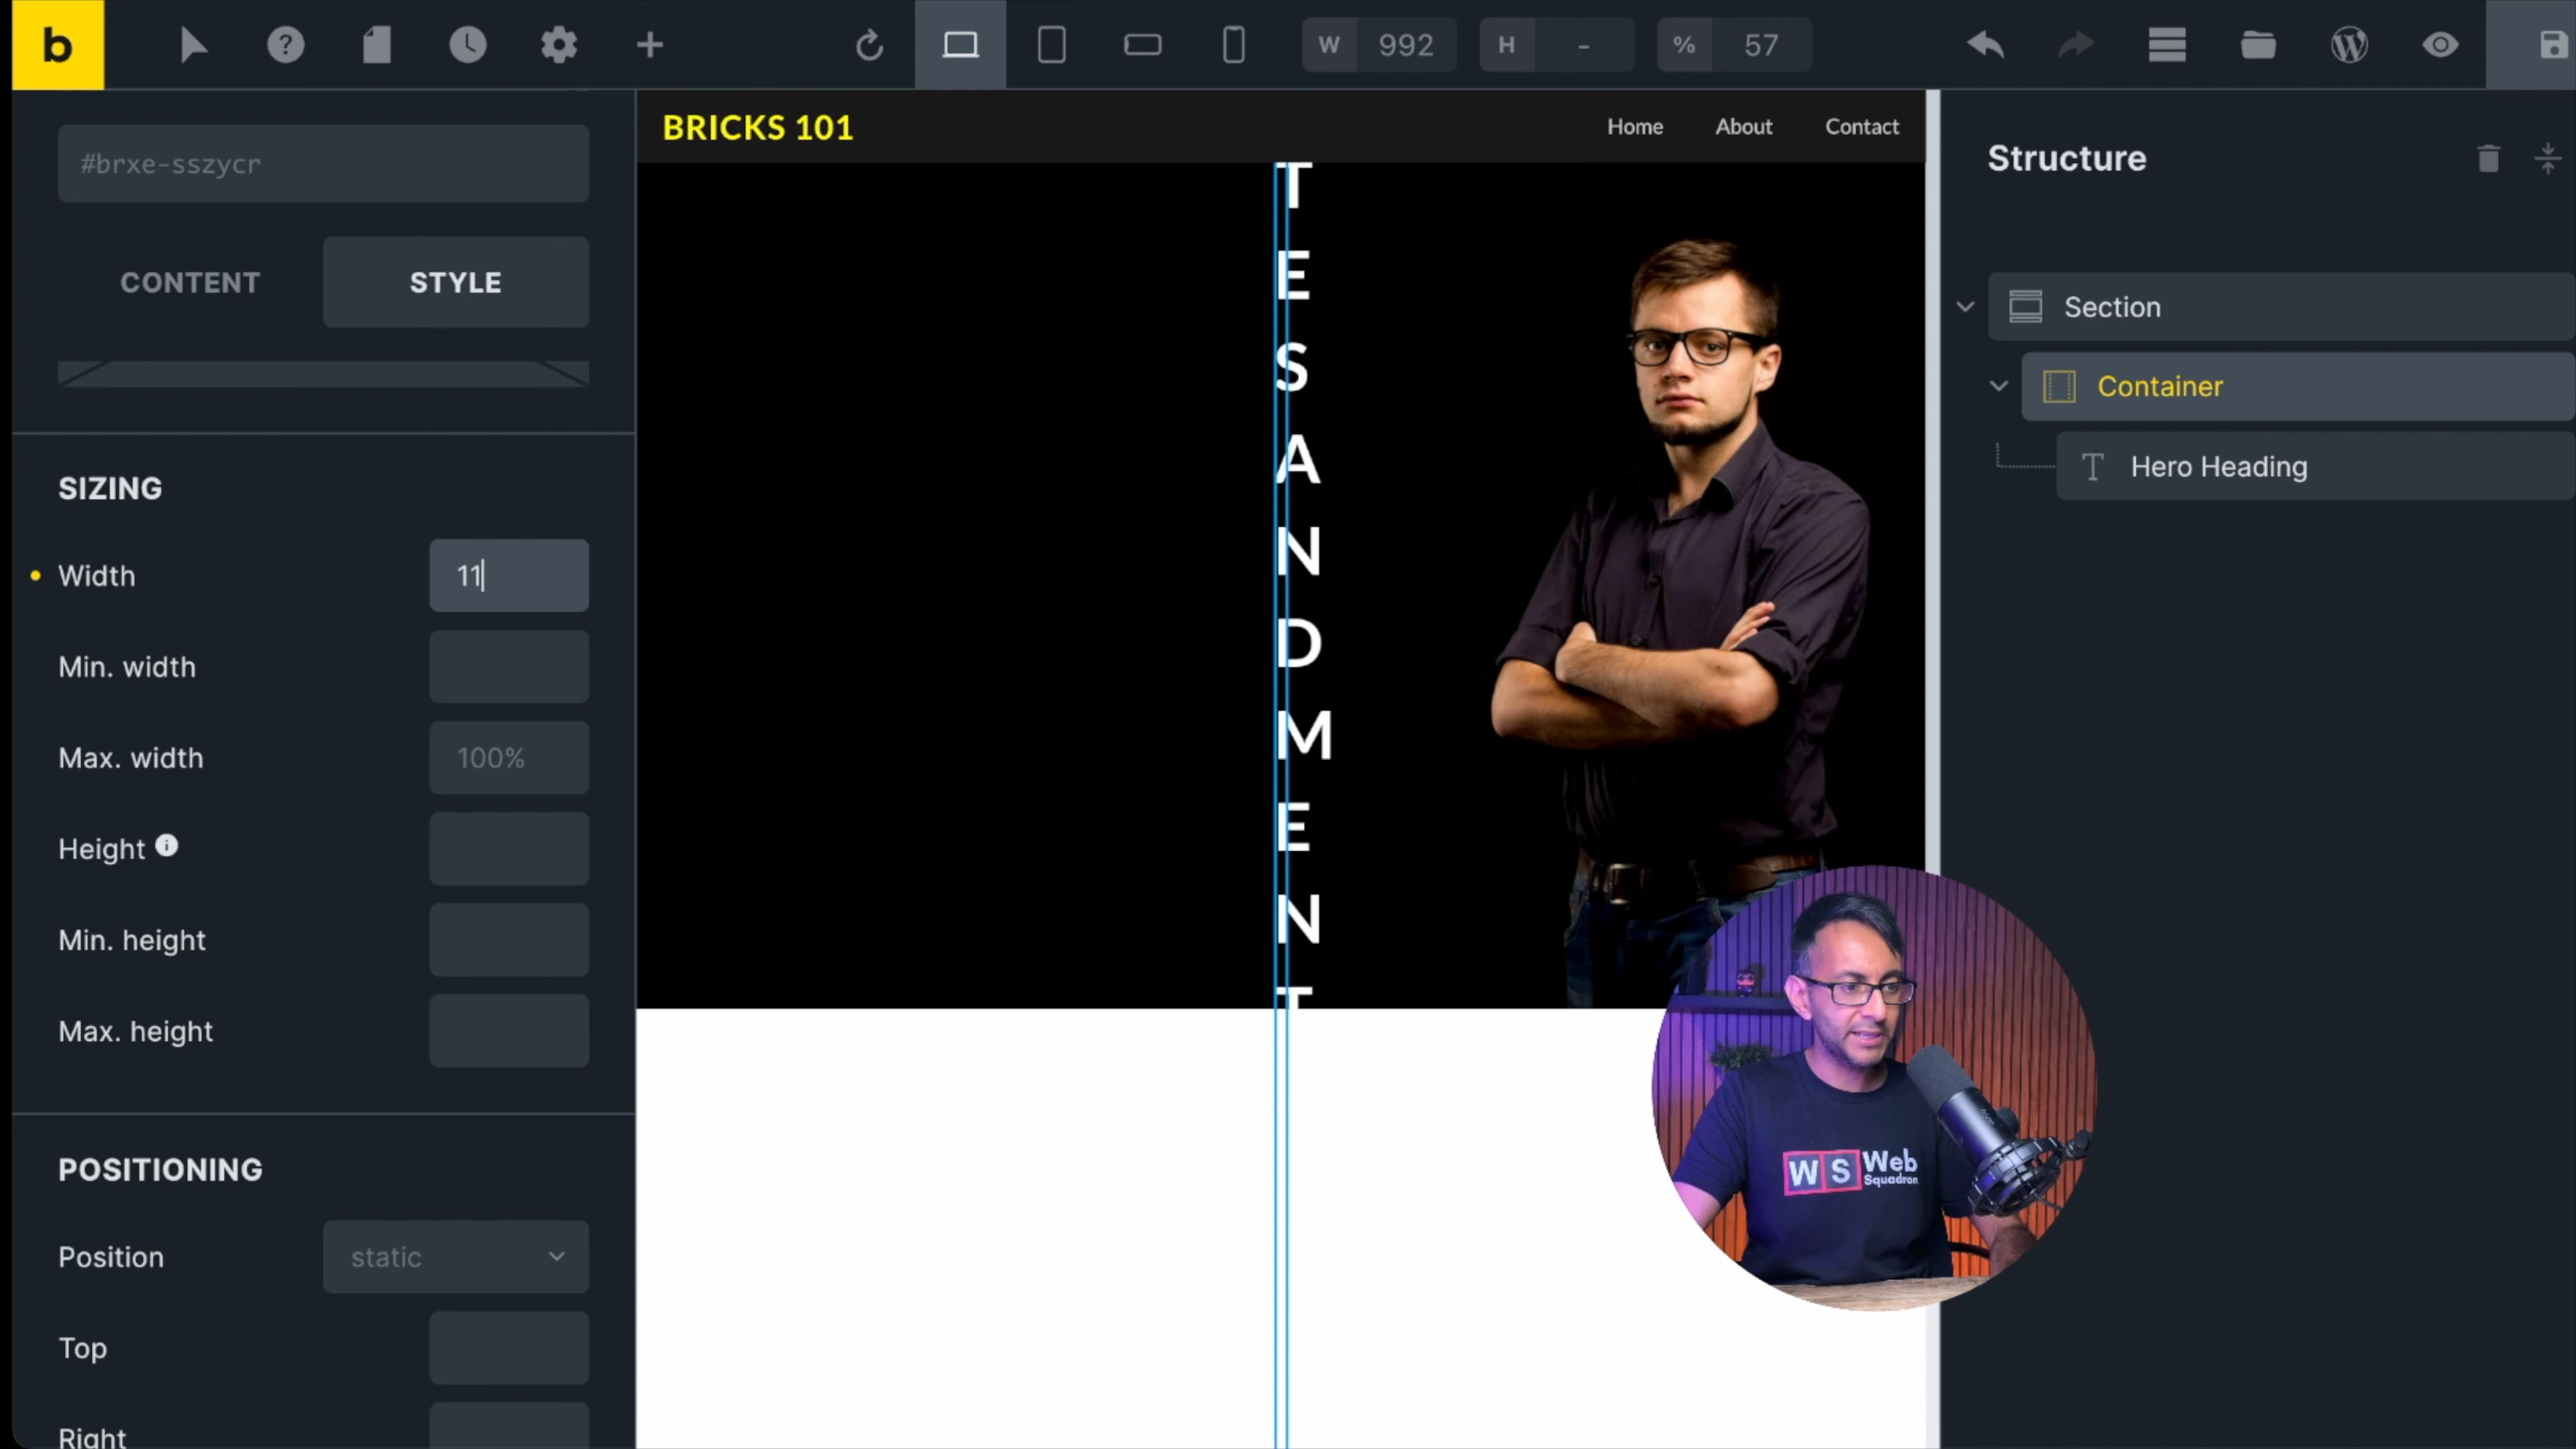 b
W 992 H - % 57
#brxe-sszycr
CONTENT STYLE
SIZING
Width 11
Min. width
Max. width 100%
Height
Min. height
Max. height
POSITIONING
Position static
Top
Right
BRICKS 101 Home About Contact
T
E
S
A
N
D
M
E
N
T
Structure
Section
Container
Hero Heading
W S Web
Squadron